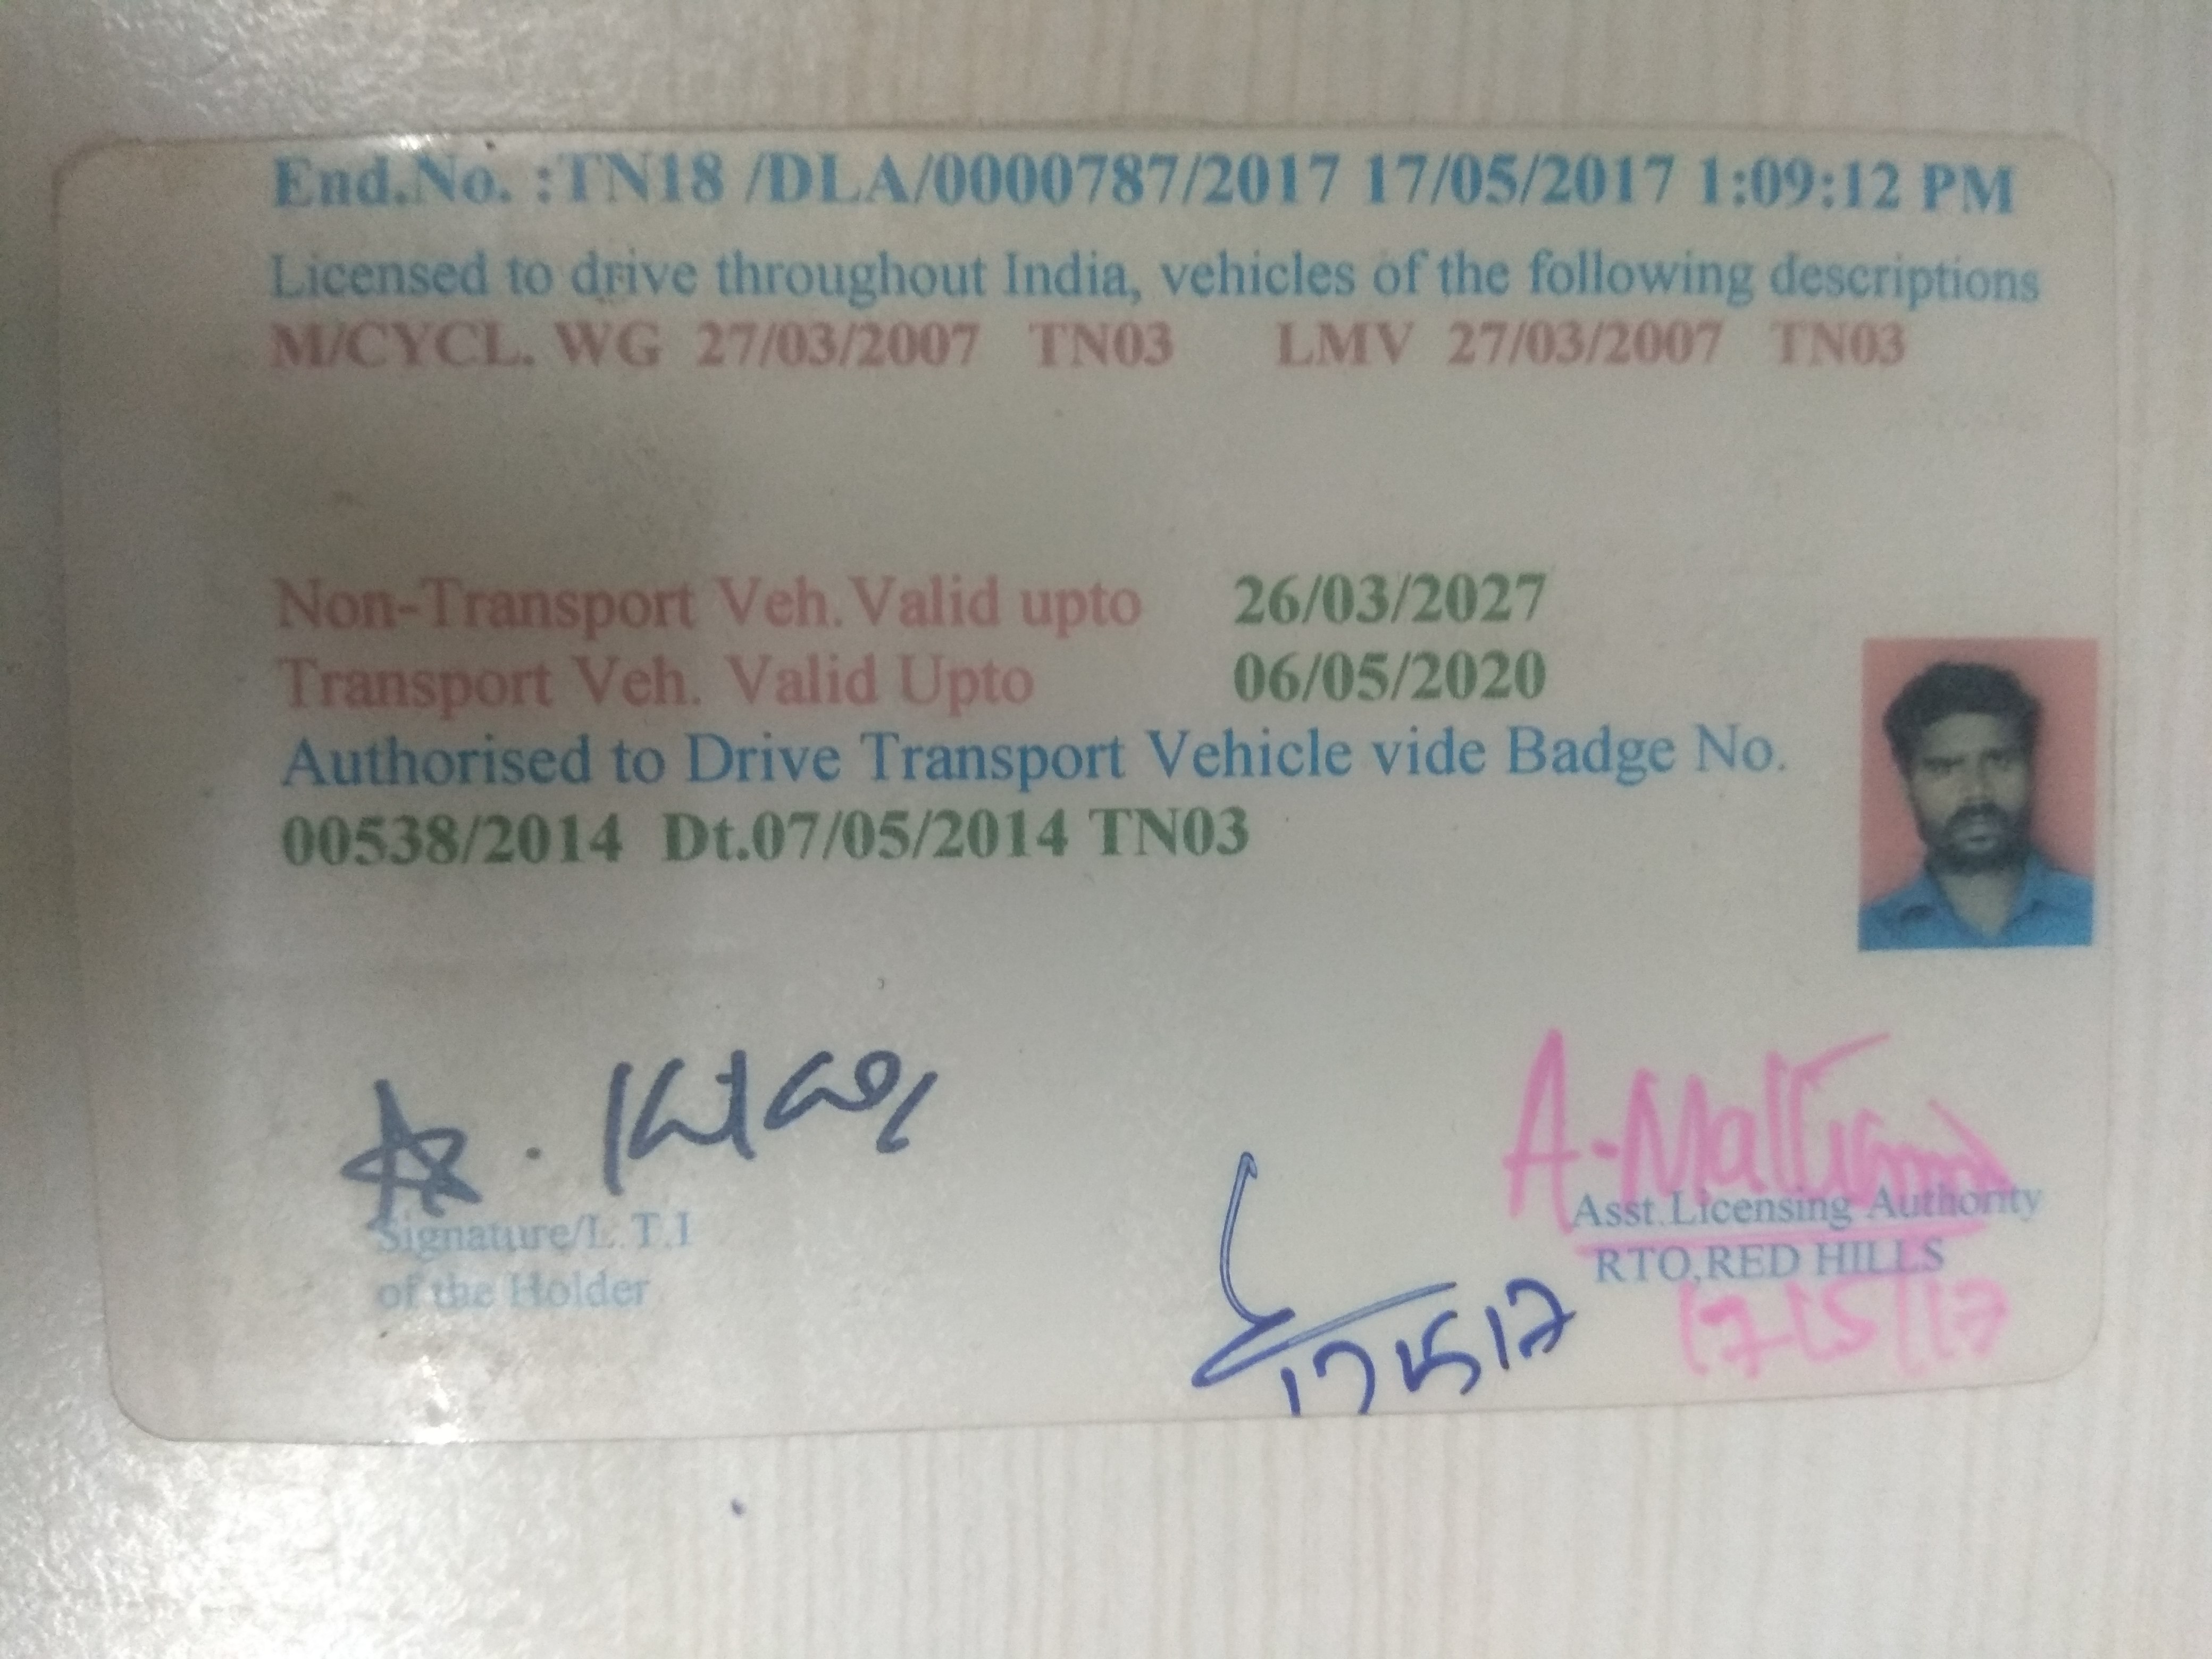 End.No. :TN18 /DLA/0000787/2017 17/05/2017 1:09:12 PM
Licensed to drive throughout India, vehicles of the following descriptions
M/CYCL. WG 27/03/2007 TN03 LMV 27/03/2007 TN03
Non-Transport Veh.Valid upto 26/03/2027
Transport Veh. Valid Upto 06/05/2020
Authorised to Drive Transport Vehicle vide Badge No.
00538/2014 Dt.07/05/2014 TN03
Signature/L.T.I
of the Holder
Asst.Licensing Authority
RTO,RED HILLS
17/5/17
17/5/17